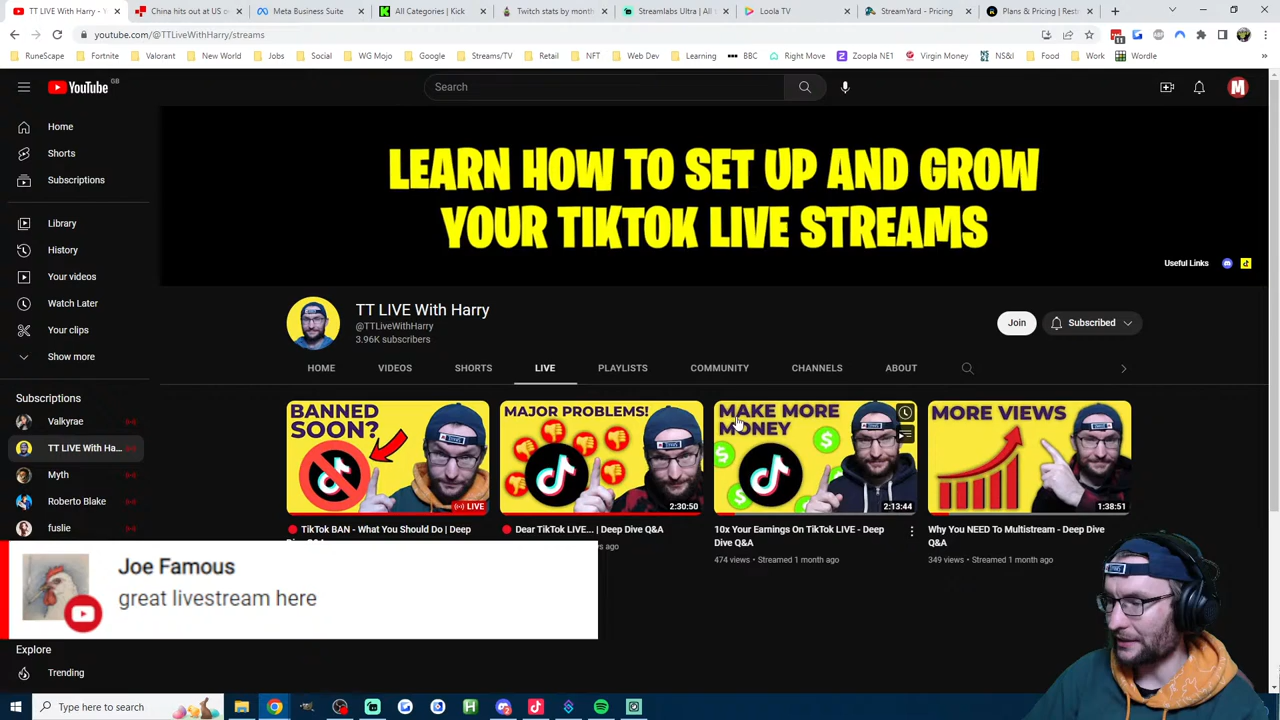 TT LIVE With Harry - Y
China hits out at US o
Meta Business Suite
All Categories | Kick
Twitch stats by month
Streamlabs Ultra | All
Loola TV
StreamYard - Pricing
Plans & Pricing | Rest
youtube.com/@TTLiveWithHarry/streams
RuneScape
Fortnite
Valorant
New World
Jobs
Social
WG Mojo
Google
Streams/TV
Retail
NFT
Web Dev
Learning
BBC
Right Move
Zoopla NE1
Virgin Money
NS&I
Food
Work
Wordle
YouTube GB
Search
Home
Shorts
Subscriptions
Library
History
Your videos
Watch Later
Your clips
Show more
Subscriptions
Valkyrae
TT LIVE With Ha...
Myth
Roberto Blake
fuslie
Explore
Trending
LEARN HOW TO SET UP AND GROW
YOUR TIKTOK LIVE STREAMS
Useful Links
TT LIVE With Harry
@TTLiveWithHarry
3.96K subscribers
Join
Subscribed
HOME
VIDEOS
SHORTS
LIVE
PLAYLISTS
COMMUNITY
CHANNELS
ABOUT
BANNED
SOON?
LIVE
TikTok BAN - What You Should Do | Deep
MAJOR PROBLEMS!
2:30:50
Dear TikTok LIVE... | Deep Dive Q&A
ago
MAKE MORE
MONEY
2:13:44
10x Your Earnings On TikTok LIVE - Deep
Dive Q&A
474 views • Streamed 1 month ago
MORE VIEWS
1:38:51
Why You NEED To Multistream - Deep Dive
Q&A
349 views • Streamed 1 month ago
Joe Famous
great livestream here
Type here to search